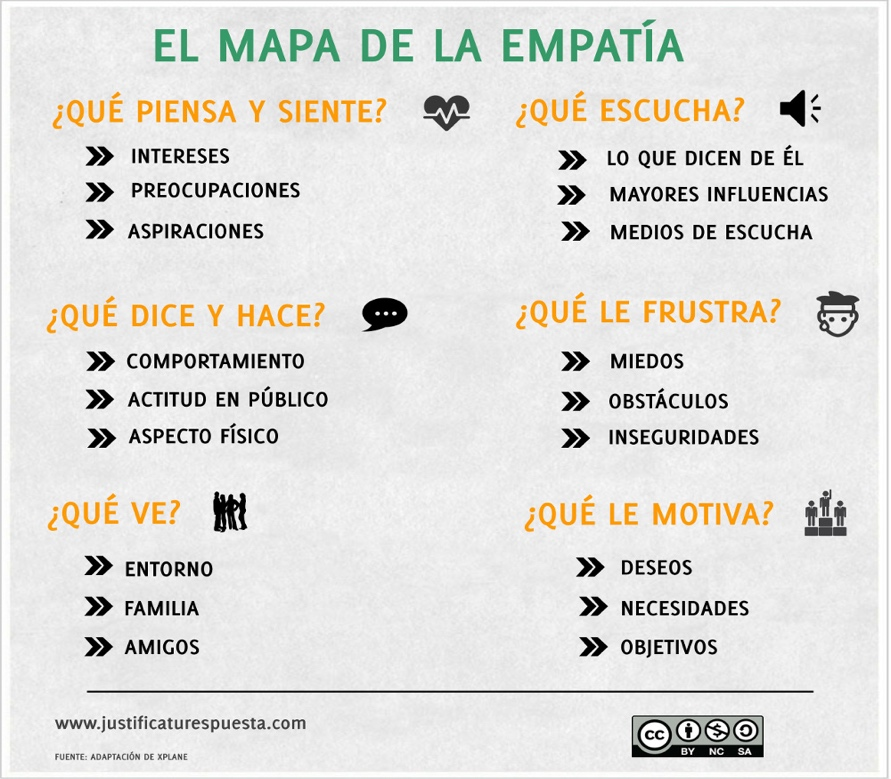 EL MAPA DE LA EMPATÍA
¿QUÉ PIENSA Y SIENTE?
INTERESES
PREOCUPACIONES
ASPIRACIONES
¿QUÉ ESCUCHA?
LO QUE DICEN DE ÉL
MAYORES INFLUENCIAS
MEDIOS DE ESCUCHA
¿QUÉ DICE Y HACE?
COMPORTAMIENTO
ACTITUD EN PÚBLICO
ASPECTO FÍSICO
¿QUÉ LE FRUSTRA?
MIEDOS
OBSTÁCULOS
INSEGURIDADES
¿QUÉ VE?
ENTORNO
FAMILIA
AMIGOS
¿QUÉ LE MOTIVA?
DESEOS
NECESIDADES
OBJETIVOS
www.justificaturespuesta.com
FUENTE: ADAPTACIÓN DE XPLANE
cc
BY NC SA